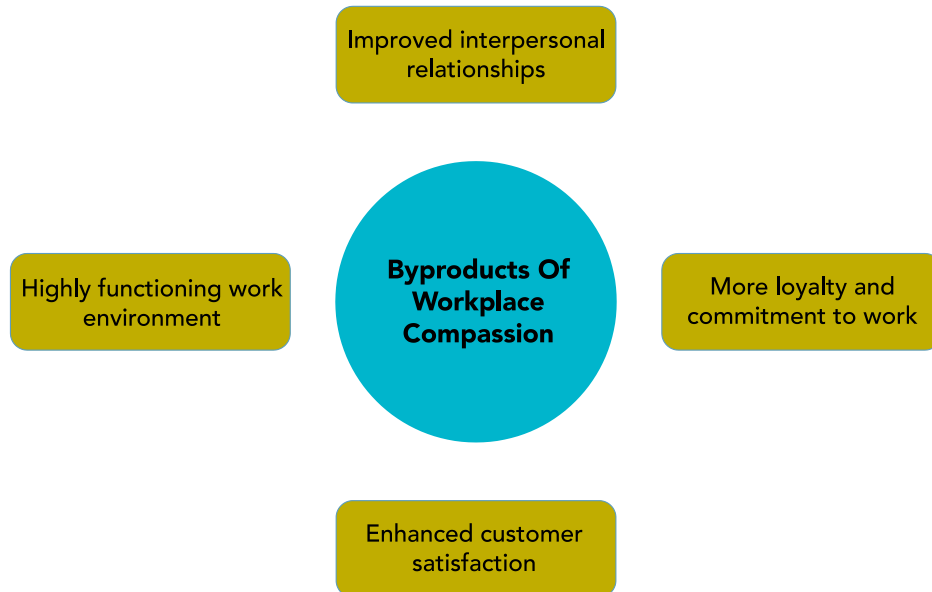 Improved interpersonal
relationships
Highly functioning work
environment
Byproducts Of
Workplace
Compassion
More loyalty and
commitment to work
Enhanced customer
satisfaction